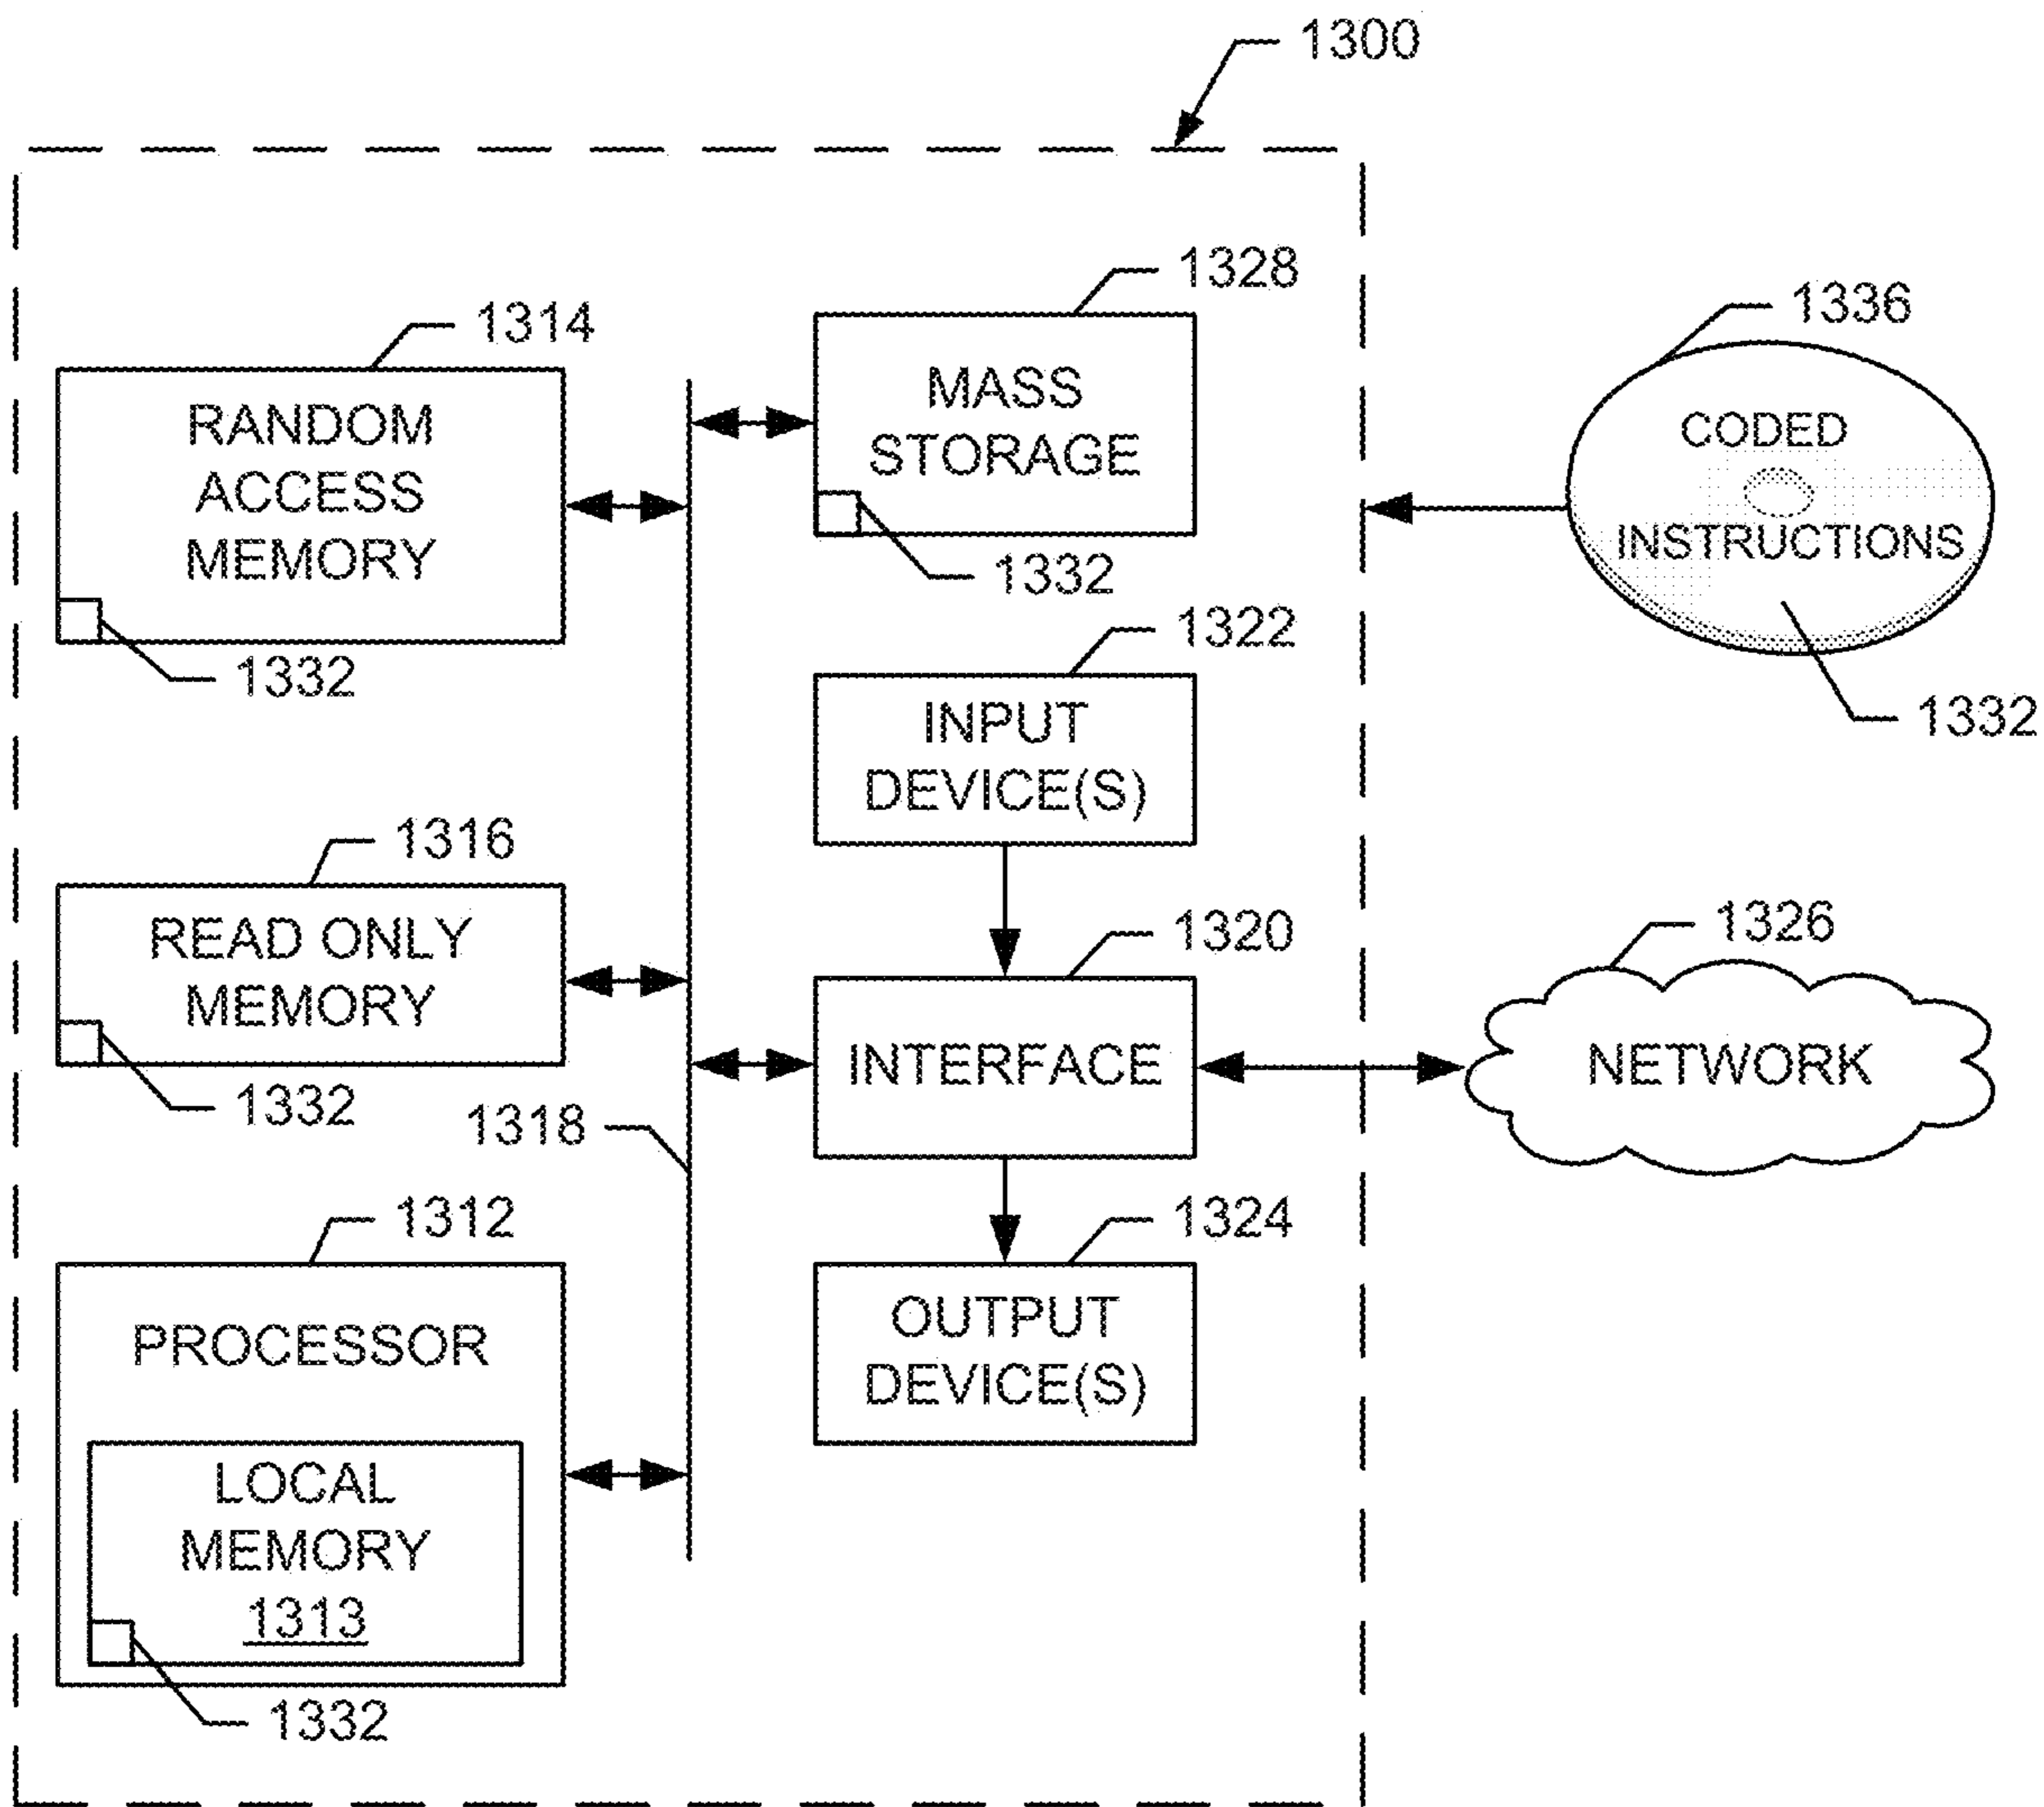 1300
1328
1314
MASS
STORAGE
1332
RANDOM
ACCESS
MEMORY
1332
1336
CODED
INSTRUCTIONS
1332
1322
INPUT
DEVICE(S)
1316
READ ONLY
MEMORY
1332
1320
INTERFACE
1326
NETWORK
1318
1312
PROCESSOR
LOCAL
MEMORY
1313
1332
1324
OUTPUT
DEVICE(S)